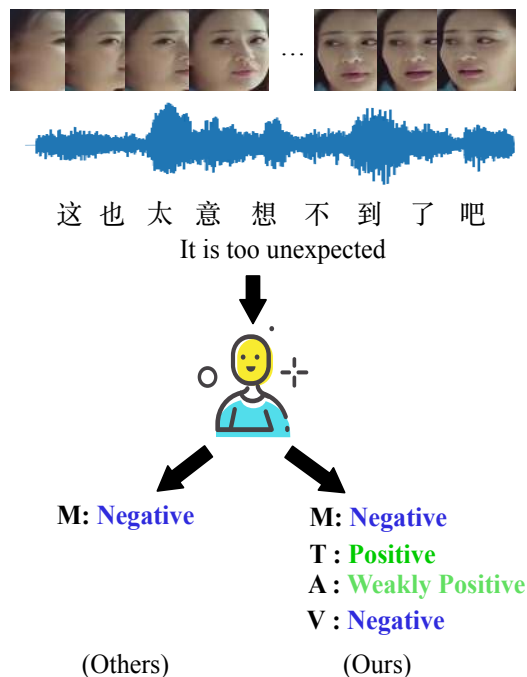 ...
这也太意想不到了吧
It is too unexpected
M: Negative
M: Negative
T : Positive
A : Weakly Positive
V : Negative
(Others)
(Ours)